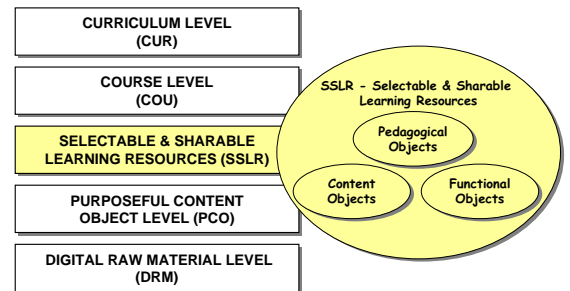 CURRICULUM LEVEL
(CUR)
COURSE LEVEL
(COU)
SELECTABLE & SHARABLE
LEARNING RESOURCES (SSLR)
PURPOSEFUL CONTENT
OBJECT LEVEL (PCO)
DIGITAL RAW MATERIAL LEVEL
(DRM)
SSLR - Selectable & Sharable
Learning Resources
Pedagogical
Objects
Content
Objects
Functional
Objects